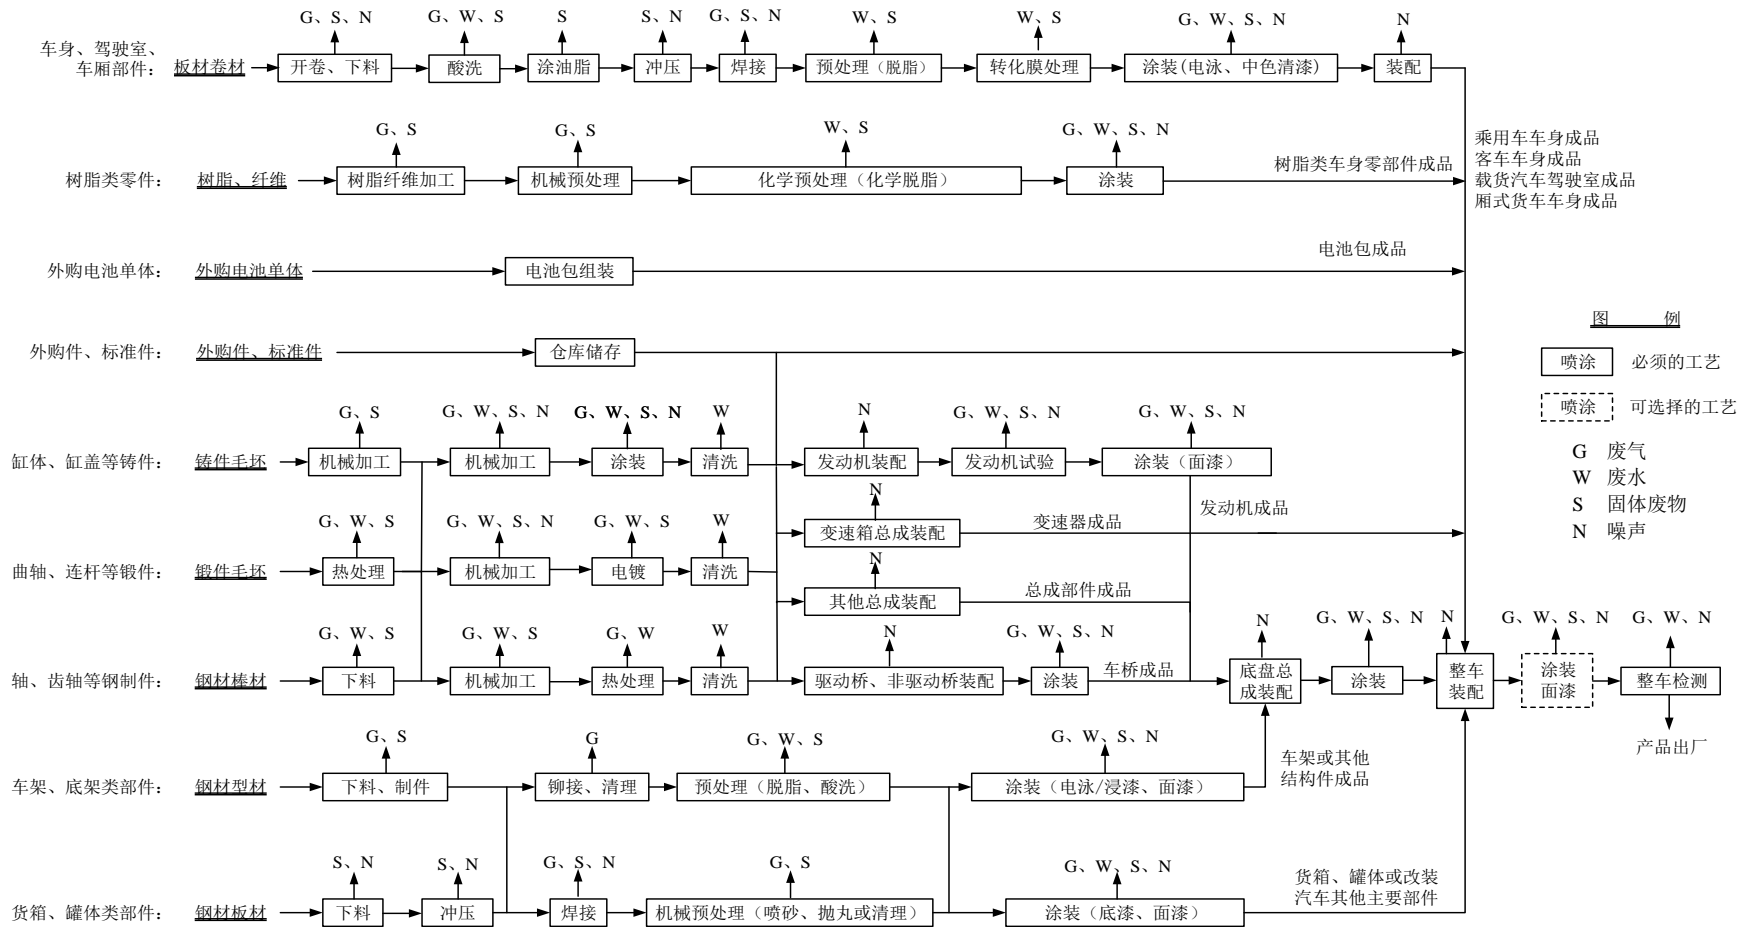 G、S、N
G、W、S
S
S、N
G、S、N
W、S
W、S
G、W、S、N
N
车身、驾驶室、
车厢部件：
板材卷材
开卷、下料
酸洗
涂油脂
冲压
焊接
预处理（脱脂）
转化膜处理
涂装(电泳、中色清漆)
装配
G、S
G、S
W、S
G、W、S、N
树脂类零件：
树脂、纤维
树脂纤维加工
机械预处理
化学预处理（化学脱脂）
涂装
树脂类车身零部件成品
乘用车车身成品
客车车身成品
载货汽车驾驶室成品
厢式货车车身成品
外购电池单体：
外购电池单体
电池包组装
电池包成品
外购件、标准件：
外购件、标准件
仓库储存
图 例
喷涂
必须的工艺
喷涂
可选择的工艺
G 废气
W 废水
S 固体废物
N 噪声
G、S
G、W、S、N
G、W、S、N
W
N
G、W、S、N
G、W、S、N
缸体、缸盖等铸件：
铸件毛坯
机械加工
机械加工
涂装
清洗
发动机装配
发动机试验
涂装（面漆）
发动机成品
N
变速箱总成装配
变速器成品
G、W、S
G、W、S、N
G、W、S
W
曲轴、连杆等锻件：
锻件毛坯
热处理
机械加工
电镀
清洗
N
其他总成装配
总成部件成品
G、W、S
G、W、S
G、W
W
N
G、W、S、N
N
G、W、S、N
N
G、W、S、N
G、W、N
轴、齿轴等钢制件：
钢材棒材
下料
机械加工
热处理
清洗
驱动桥、非驱动桥装配
涂装
车桥成品
底盘总
成装配
涂装
整车
装配
涂装
面漆
整车检测
产品出厂
G、S
G
G、W、S
G、W、S、N
车架、底架类部件：
钢材型材
下料、制件
铆接、清理
预处理（脱脂、酸洗）
涂装（电泳/浸漆、面漆）
车架或其他
结构件成品
S、N
S、N
G、S、N
G、S
G、W、S、N
货箱、罐体类部件：
钢材板材
下料
冲压
焊接
机械预处理（喷砂、抛丸或清理）
涂装（底漆、面漆）
货箱、罐体或改装
汽车其他主要部件